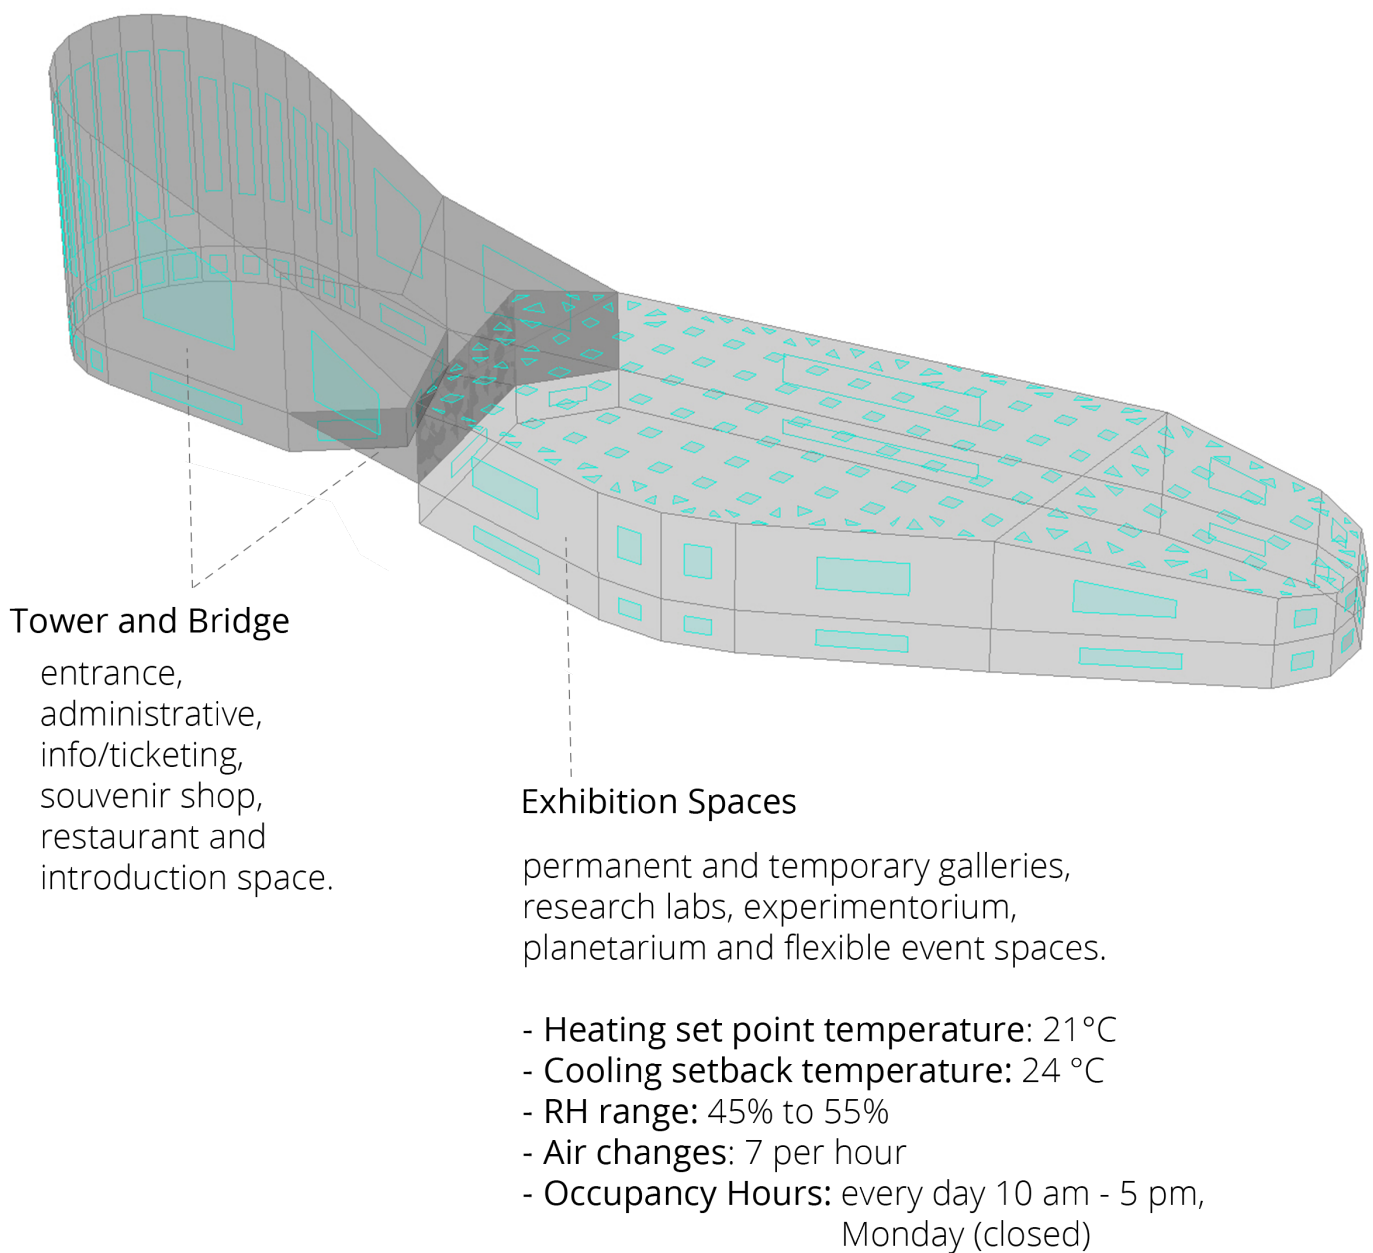 Tower and Bridge
entrance,
administrative,
info/ticketing,
souvenir shop,
restaurant and
introduction space.
Exhibition Spaces
permanent and temporary galleries,
research labs, experimentorium,
planetarium and flexible event spaces.
- Heating set point temperature: 21°C
- Cooling setback temperature: 24 °C
- RH range: 45% to 55%
- Air changes: 7 per hour
- Occupancy Hours: every day 10 am - 5 pm,
Monday (closed)